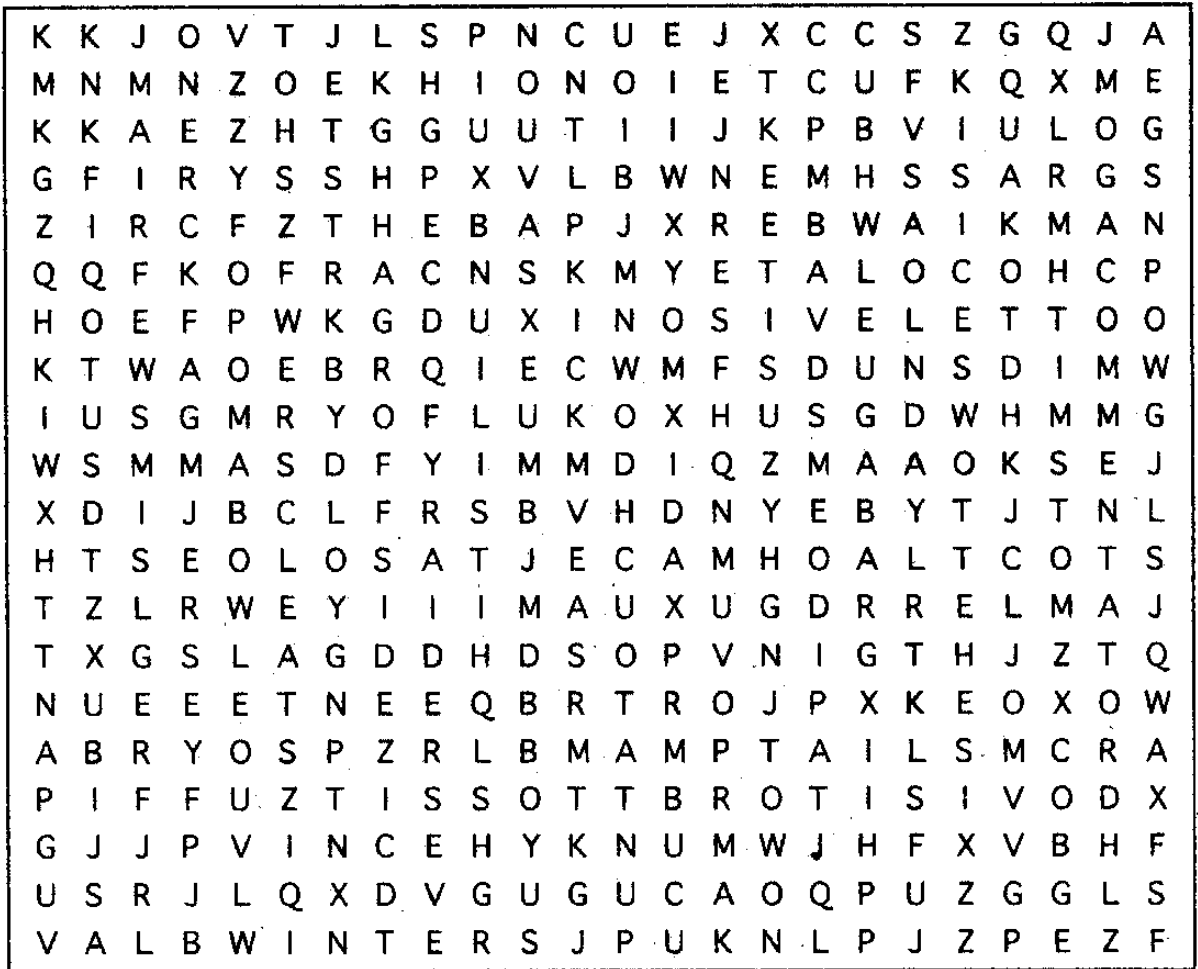 K K J O V T J L S P N C U E J X C C S Z G Q J A
M N M N Z O E K H I O N O I E T C U F K Q X M E
K K A E Z H T G G U U T I I J K P B V I U L O G
G F I R Y S S H P X V L B W N E M H S S A R G S
Z I R C F Z T H E B A P J X R E B W A I K M A N
Q Q F K O F R A C N S K M Y E T A L O C O H C P
H O E F P W K G D U X I N O S I V E L E T T O O
K T W A O E B R Q I E C W M F S D U N S D I M W
I U S G M R Y O F L U K O X H U S G D W H M M G
W S M M A S D F Y I M M D I Q Z M A A O K S E J
X D I J B C L F R S B V H D N Y E B Y T J T N L
H T S E O L O S A T J E C A M H O A L T C O T S
T Z L R W E Y I I I M A U X U G D R R E L M A J
T X G S L A G D D H D S O P V N I G T H J Z T Q
N U E E E T N E E Q B R T R O J P X K E O X O W
A B R Y O S P Z R L B M A M P T A I L S M C R A
P I F F U Z T I S S O T T B R O T I S I V O D X
G J J P V I N C E H Y K N U M W J H F X V B H F
U S R J L Q X D V G U G U C A O Q P U Z G G L S
V A L B W I N T E R S J P U K N L P J Z P E Z F